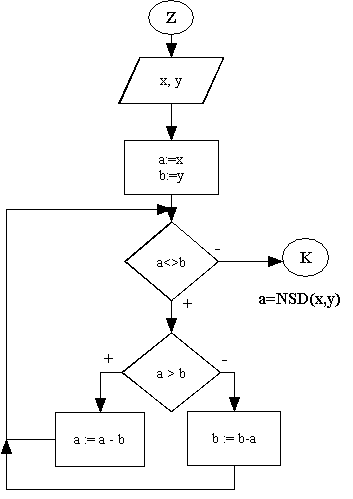 Z
x, y
a:=x
b:=y
a<>b
-
K
a=NSD(x,y)
+
+
a > b
-
a := a - b
b := b-a